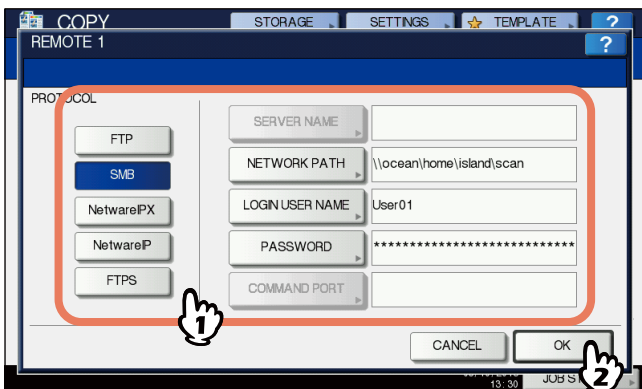 COPY STORAGE SETTINGS TEMPLATE ?
REMOTE 1 ?
PROTOCOL
FTP
SMB
NetwareIPX
NetwareIP
FTPS
SERVER NAME
NETWORK PATH \\ocean\home\island\scan
LOGIN USER NAME User01
PASSWORD ****************************
COMMAND PORT
1
CANCEL OK
2
13:30 JOB ST